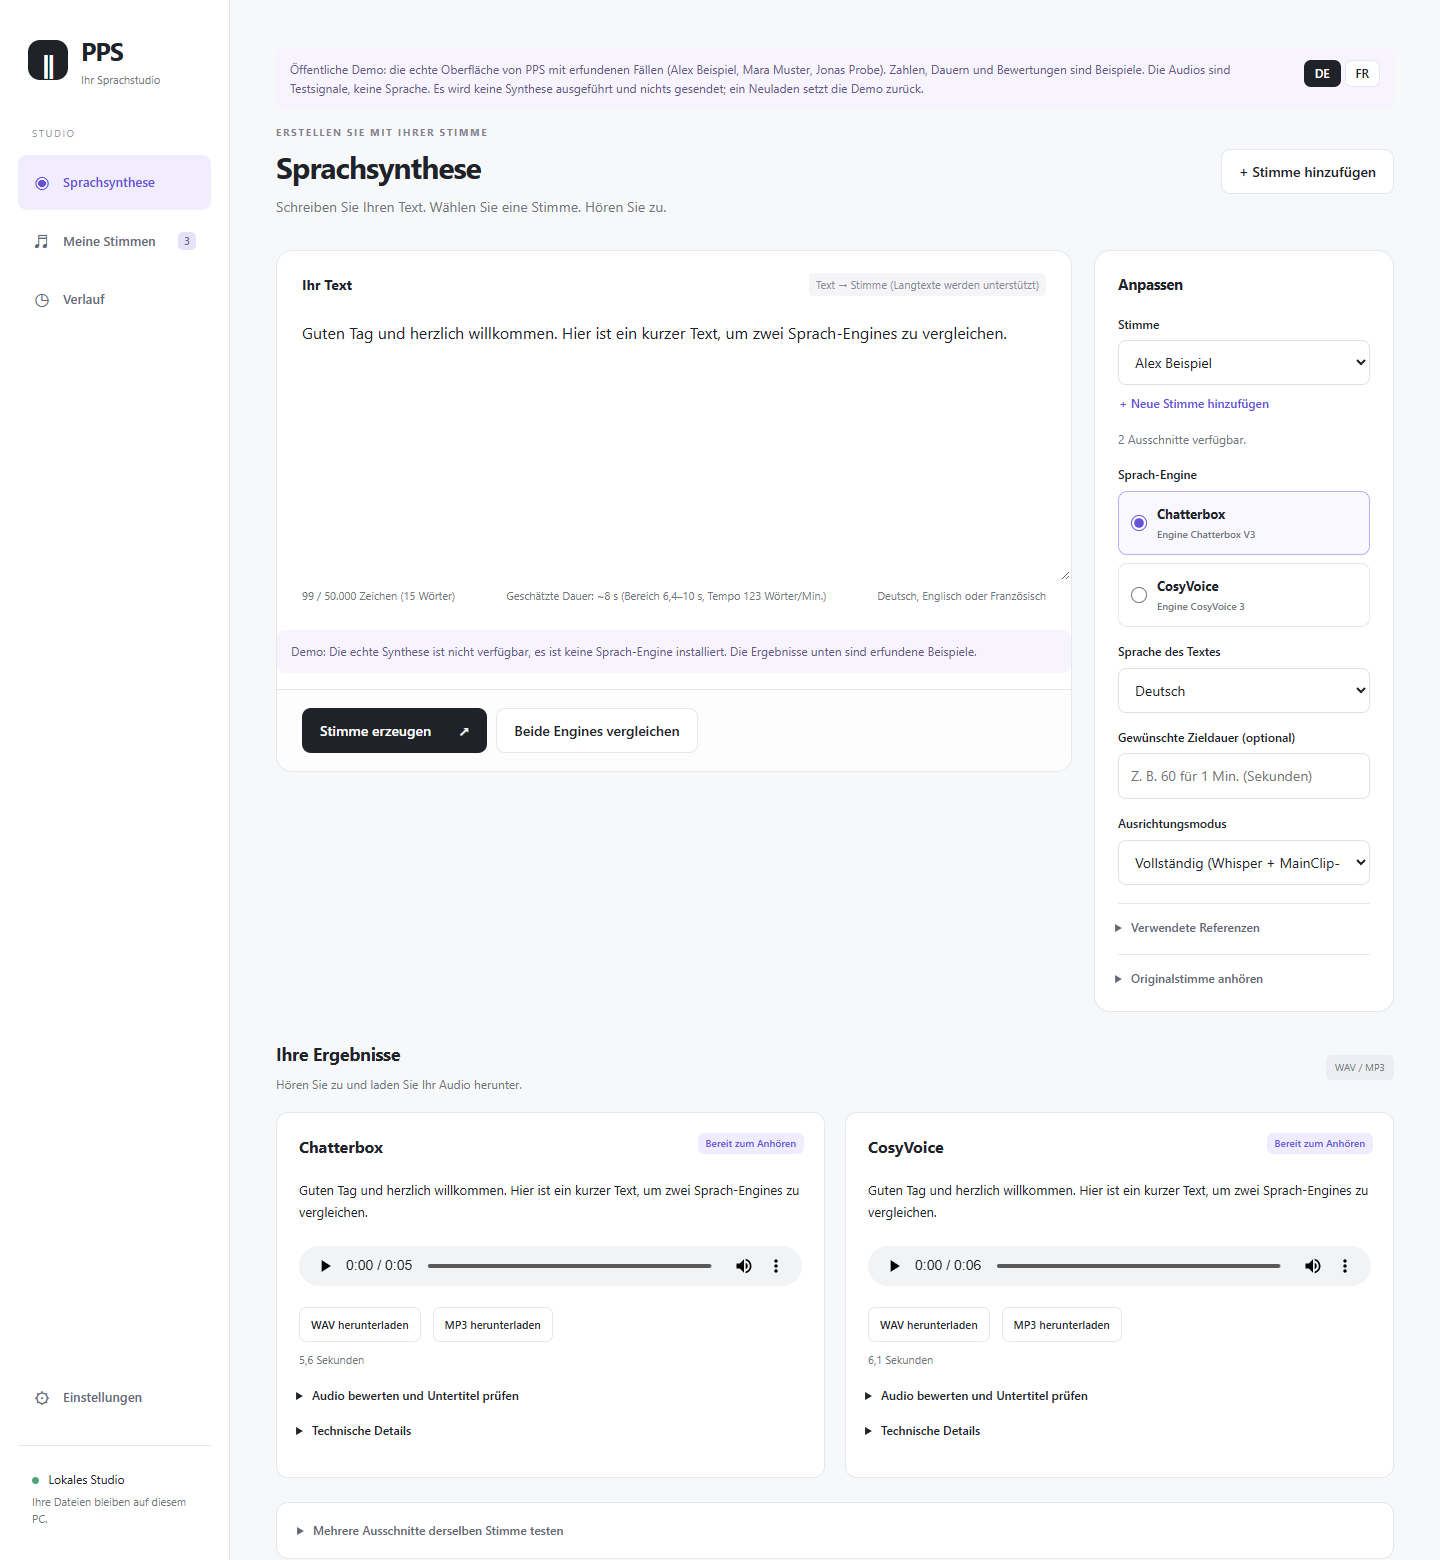 PPS
Ihr Sprachstudio
STUDIO
Sprachsynthese
Meine Stimmen 3
Verlauf
Einstellungen
Lokales Studio
Ihre Dateien bleiben auf diesem
PC.
Öffentliche Demo: die echte Oberfläche von PPS mit erfundenen Fällen (Alex Beispiel, Mara Muster, Jonas Probe). Zahlen, Dauern und Bewertungen sind Beispiele. Die Audios sind
Testsignale, keine Sprache. Es wird keine Synthese ausgeführt und nichts gesendet; ein Neuladen setzt die Demo zurück.
DE FR
ERSTELLEN SIE MIT IHRER STIMME
Sprachsynthese
Schreiben Sie Ihren Text. Wählen Sie eine Stimme. Hören Sie zu.
+ Stimme hinzufügen
Ihr Text
Text → Stimme (Langtexte werden unterstützt)
Guten Tag und herzlich willkommen. Hier ist ein kurzer Text, um zwei Sprach-Engines zu vergleichen.
99 / 50.000 Zeichen (15 Wörter)
Geschätzte Dauer: ~8 s (Bereich 6,4–10 s, Tempo 123 Wörter/Min.)
Deutsch, Englisch oder Französisch
Demo: Die echte Synthese ist nicht verfügbar, es ist keine Sprach-Engine installiert. Die Ergebnisse unten sind erfundene Beispiele.
Stimme erzeugen ↗
Beide Engines vergleichen
Anpassen
Stimme
Alex Beispiel
+ Neue Stimme hinzufügen
2 Ausschnitte verfügbar.
Sprach-Engine
Chatterbox
Engine Chatterbox V3
CosyVoice
Engine CosyVoice 3
Sprache des Textes
Deutsch
Gewünschte Zieldauer (optional)
Z. B. 60 für 1 Min. (Sekunden)
Ausrichtungsmodus
Vollständig (Whisper + MainClip-
Verwendete Referenzen
Originalstimme anhören
Ihre Ergebnisse
Hören Sie zu und laden Sie Ihr Audio herunter.
WAV / MP3
Chatterbox
Bereit zum Anhören
Guten Tag und herzlich willkommen. Hier ist ein kurzer Text, um zwei Sprach-Engines zu
vergleichen.
0:00 / 0:05
WAV herunterladen
MP3 herunterladen
5,6 Sekunden
Audio bewerten und Untertitel prüfen
Technische Details
CosyVoice
Bereit zum Anhören
Guten Tag und herzlich willkommen. Hier ist ein kurzer Text, um zwei Sprach-Engines zu
vergleichen.
0:00 / 0:06
WAV herunterladen
MP3 herunterladen
6,1 Sekunden
Audio bewerten und Untertitel prüfen
Technische Details
Mehrere Ausschnitte derselben Stimme testen